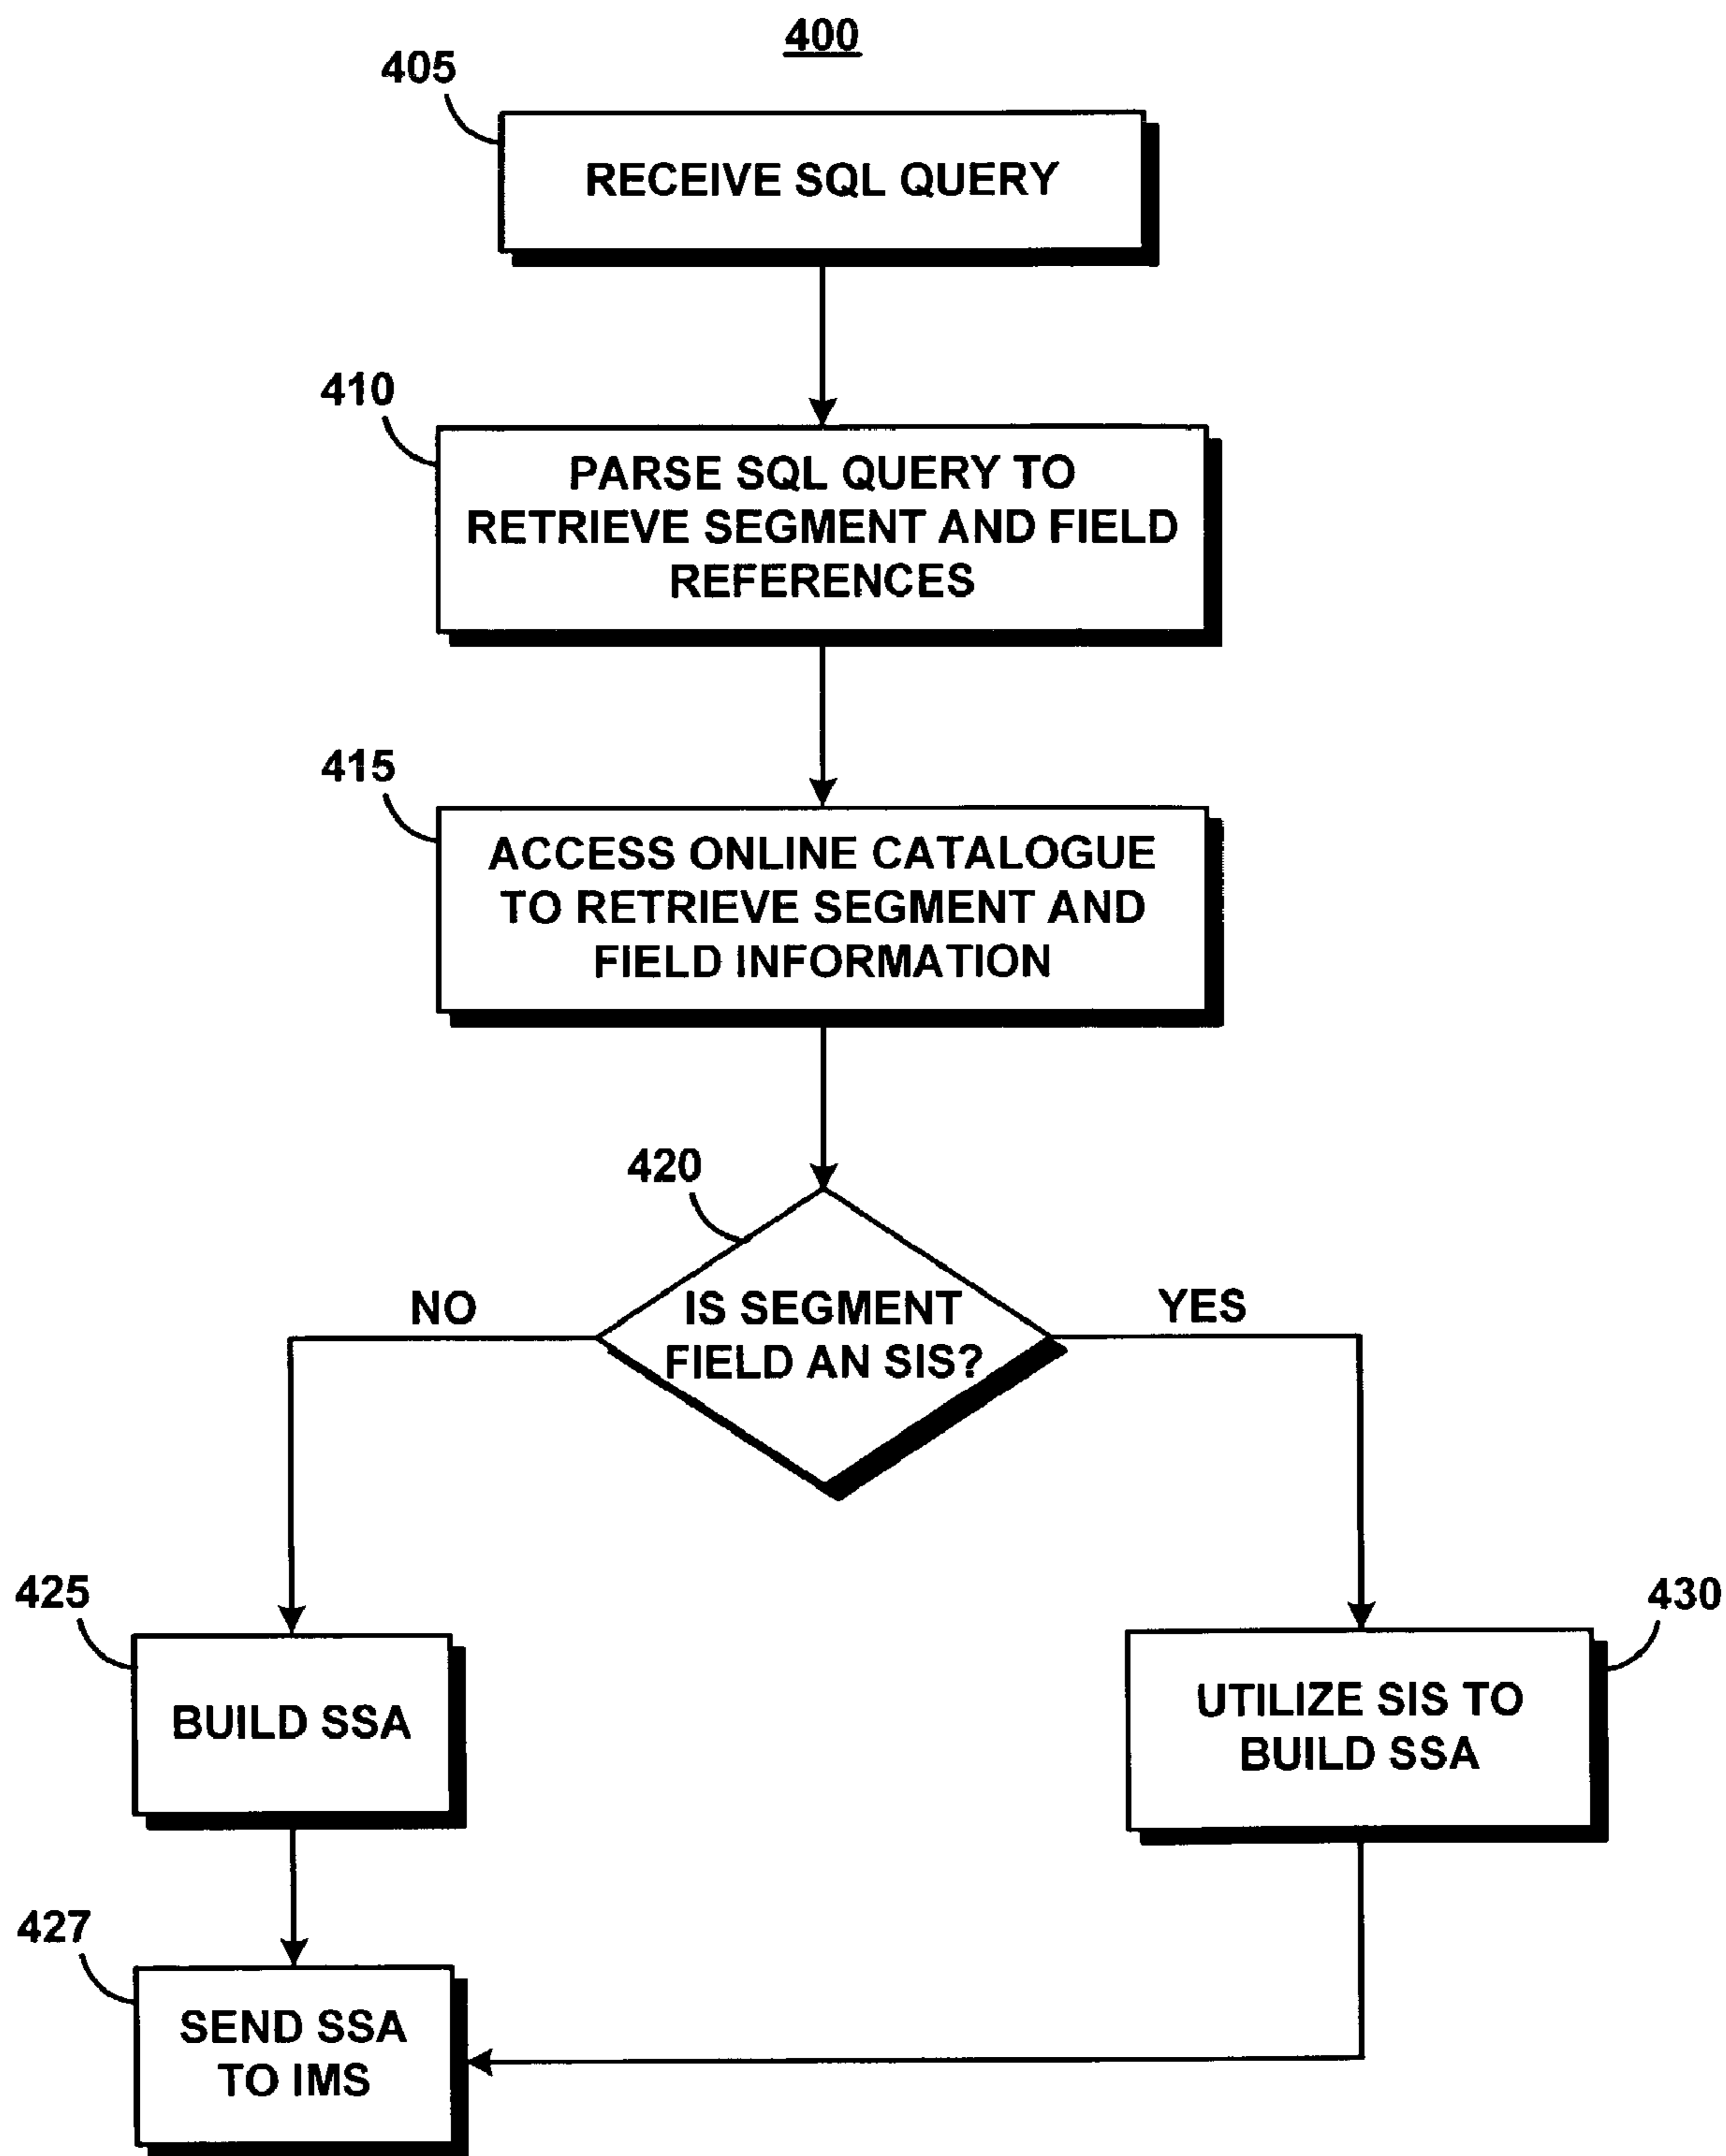 400
405
RECEIVE SQL QUERY
410
PARSE SQL QUERY TO
RETRIEVE SEGMENT AND FIELD
REFERENCES
415
ACCESS ONLINE CATALOGUE
TO RETRIEVE SEGMENT AND
FIELD INFORMATION
420
NO
IS SEGMENT
FIELD AN SIS?
YES
425
BUILD SSA
430
UTILIZE SIS TO
BUILD SSA
427
SEND SSA
TO IMS